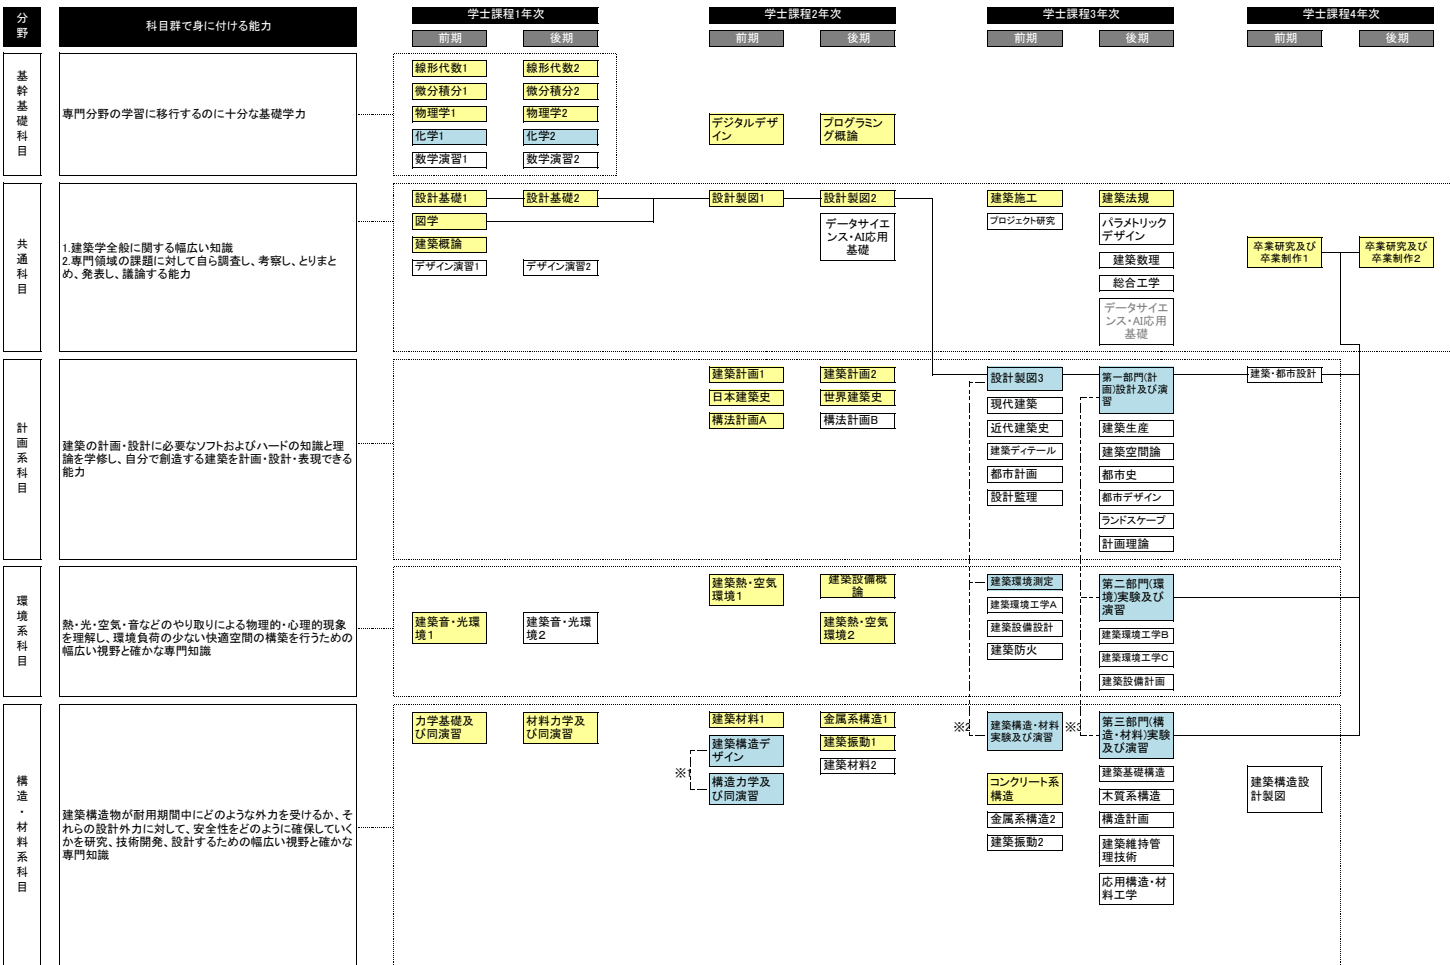 分
野
科目群で身に付ける能力
学士課程1年次
学士課程2年次
学士課程3年次
学士課程4年次
前期
後期
前期
後期
前期
後期
前期
後期
基
幹
基
礎
科
目
専門分野の学習に移行するのに十分な基礎学力
線形代数1
線形代数2
微分積分1
微分積分2
物理学1
物理学2
化学1
化学2
数学演習1
数学演習2
デジタルデザ
イン
プログラミン
グ概論
共
通
科
目
1.建築学全般に関する幅広い知識
2.専門領域の課題に対して自ら調査し、考察し、とりまと
め、発表し、議論する能力
設計基礎1
設計基礎2
図学
建築概論
デザイン演習1
デザイン演習2
設計製図1
設計製図2
データサイエ
ンス・AI応用
基礎
建築施工
プロジェクト研究
建築法規
パラメトリック
デザイン
建築数理
総合工学
データサイエ
ンス・AI応用
基礎
卒業研究及び
卒業制作1
卒業研究及び
卒業制作2
計
画
系
科
目
建築の計画・設計に必要なソフトおよびハードの知識と理
論を学修し、自分で創造する建築を計画・設計・表現できる
能力
建築計画1
建築計画2
日本建築史
世界建築史
構法計画A
構法計画B
設計製図3
現代建築
近代建築史
建築ディテール
都市計画
設計監理
第一部門(計
画)設計及び演
習
建築生産
建築空間論
都市史
都市デザイン
ランドスケープ
計画理論
建築・都市設計
環
境
系
科
目
熱・光・空気・音などのやり取りによる物理的・心理的現象
を理解し、環境負荷の少ない快適空間の構築を行うための
幅広い視野と確かな専門知識
建築音・光環
境1
建築音・光環
境2
建築熱・空気
環境1
建築設備概
論
建築熱・空気
環境2
建築環境測定
建築環境工学A
建築設備設計
建築防火
第二部門(環
境)実験及び
演習
建築環境工学B
建築環境工学C
建築設備計画
構
造
・
材
料
系
科
目
建築構造物が耐用期間中にどのような外力を受けるか、そ
れらの設計外力に対して、安全性をどのように確保していく
かを研究、技術開発、設計するための幅広い視野と確かな
専門知識
力学基礎及
び同演習
材料力学及
び同演習
建築材料1
建築構造デ
ザイン
※1
構造力学及
び同演習
金属系構造1
建築振動1
建築材料2
※2
建築構造・材料
実験及び演習
コンクリート系
構造
金属系構造2
建築振動2
※3
第三部門(構
造・材料)実験
及び演習
建築基礎構造
木質系構造
構造計画
建築維持管
理技術
応用構造・材
料工学
建築構造設
計製図